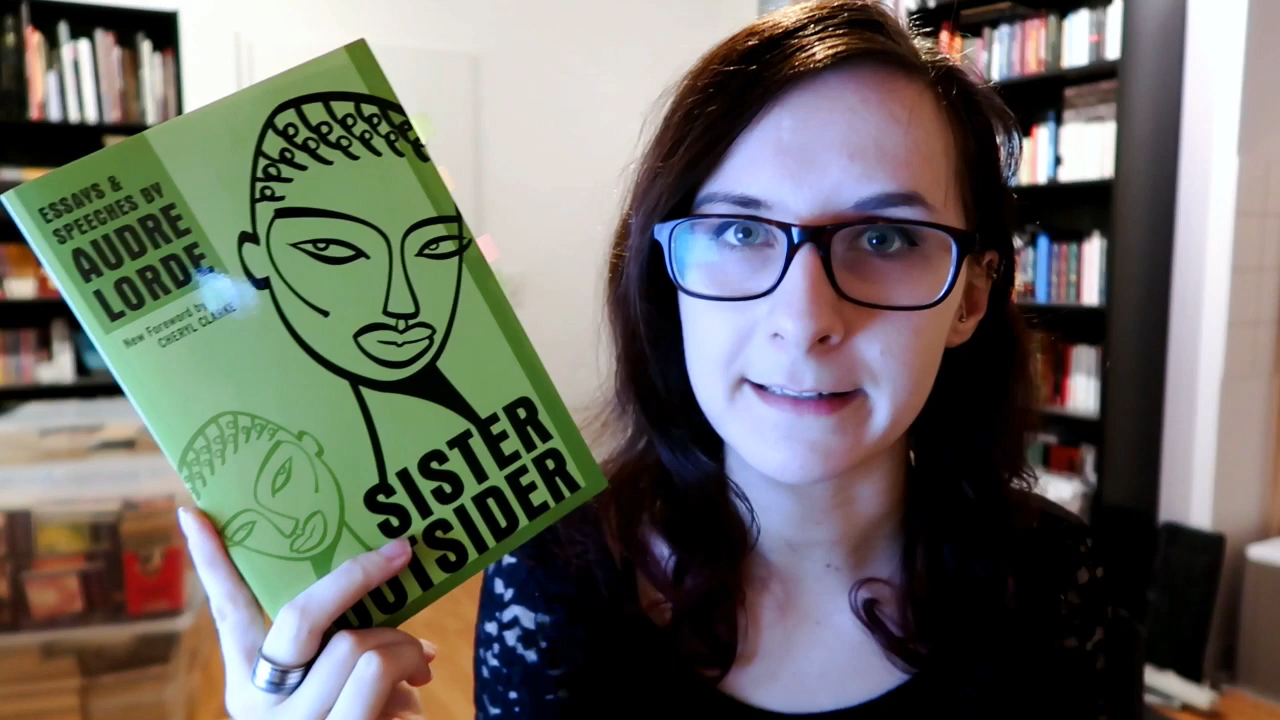 ESSAYS &
SPEECHES BY
AUDRE
LORDE
New Foreword by
CHERYL CLARKE
SISTER
OUTSIDER